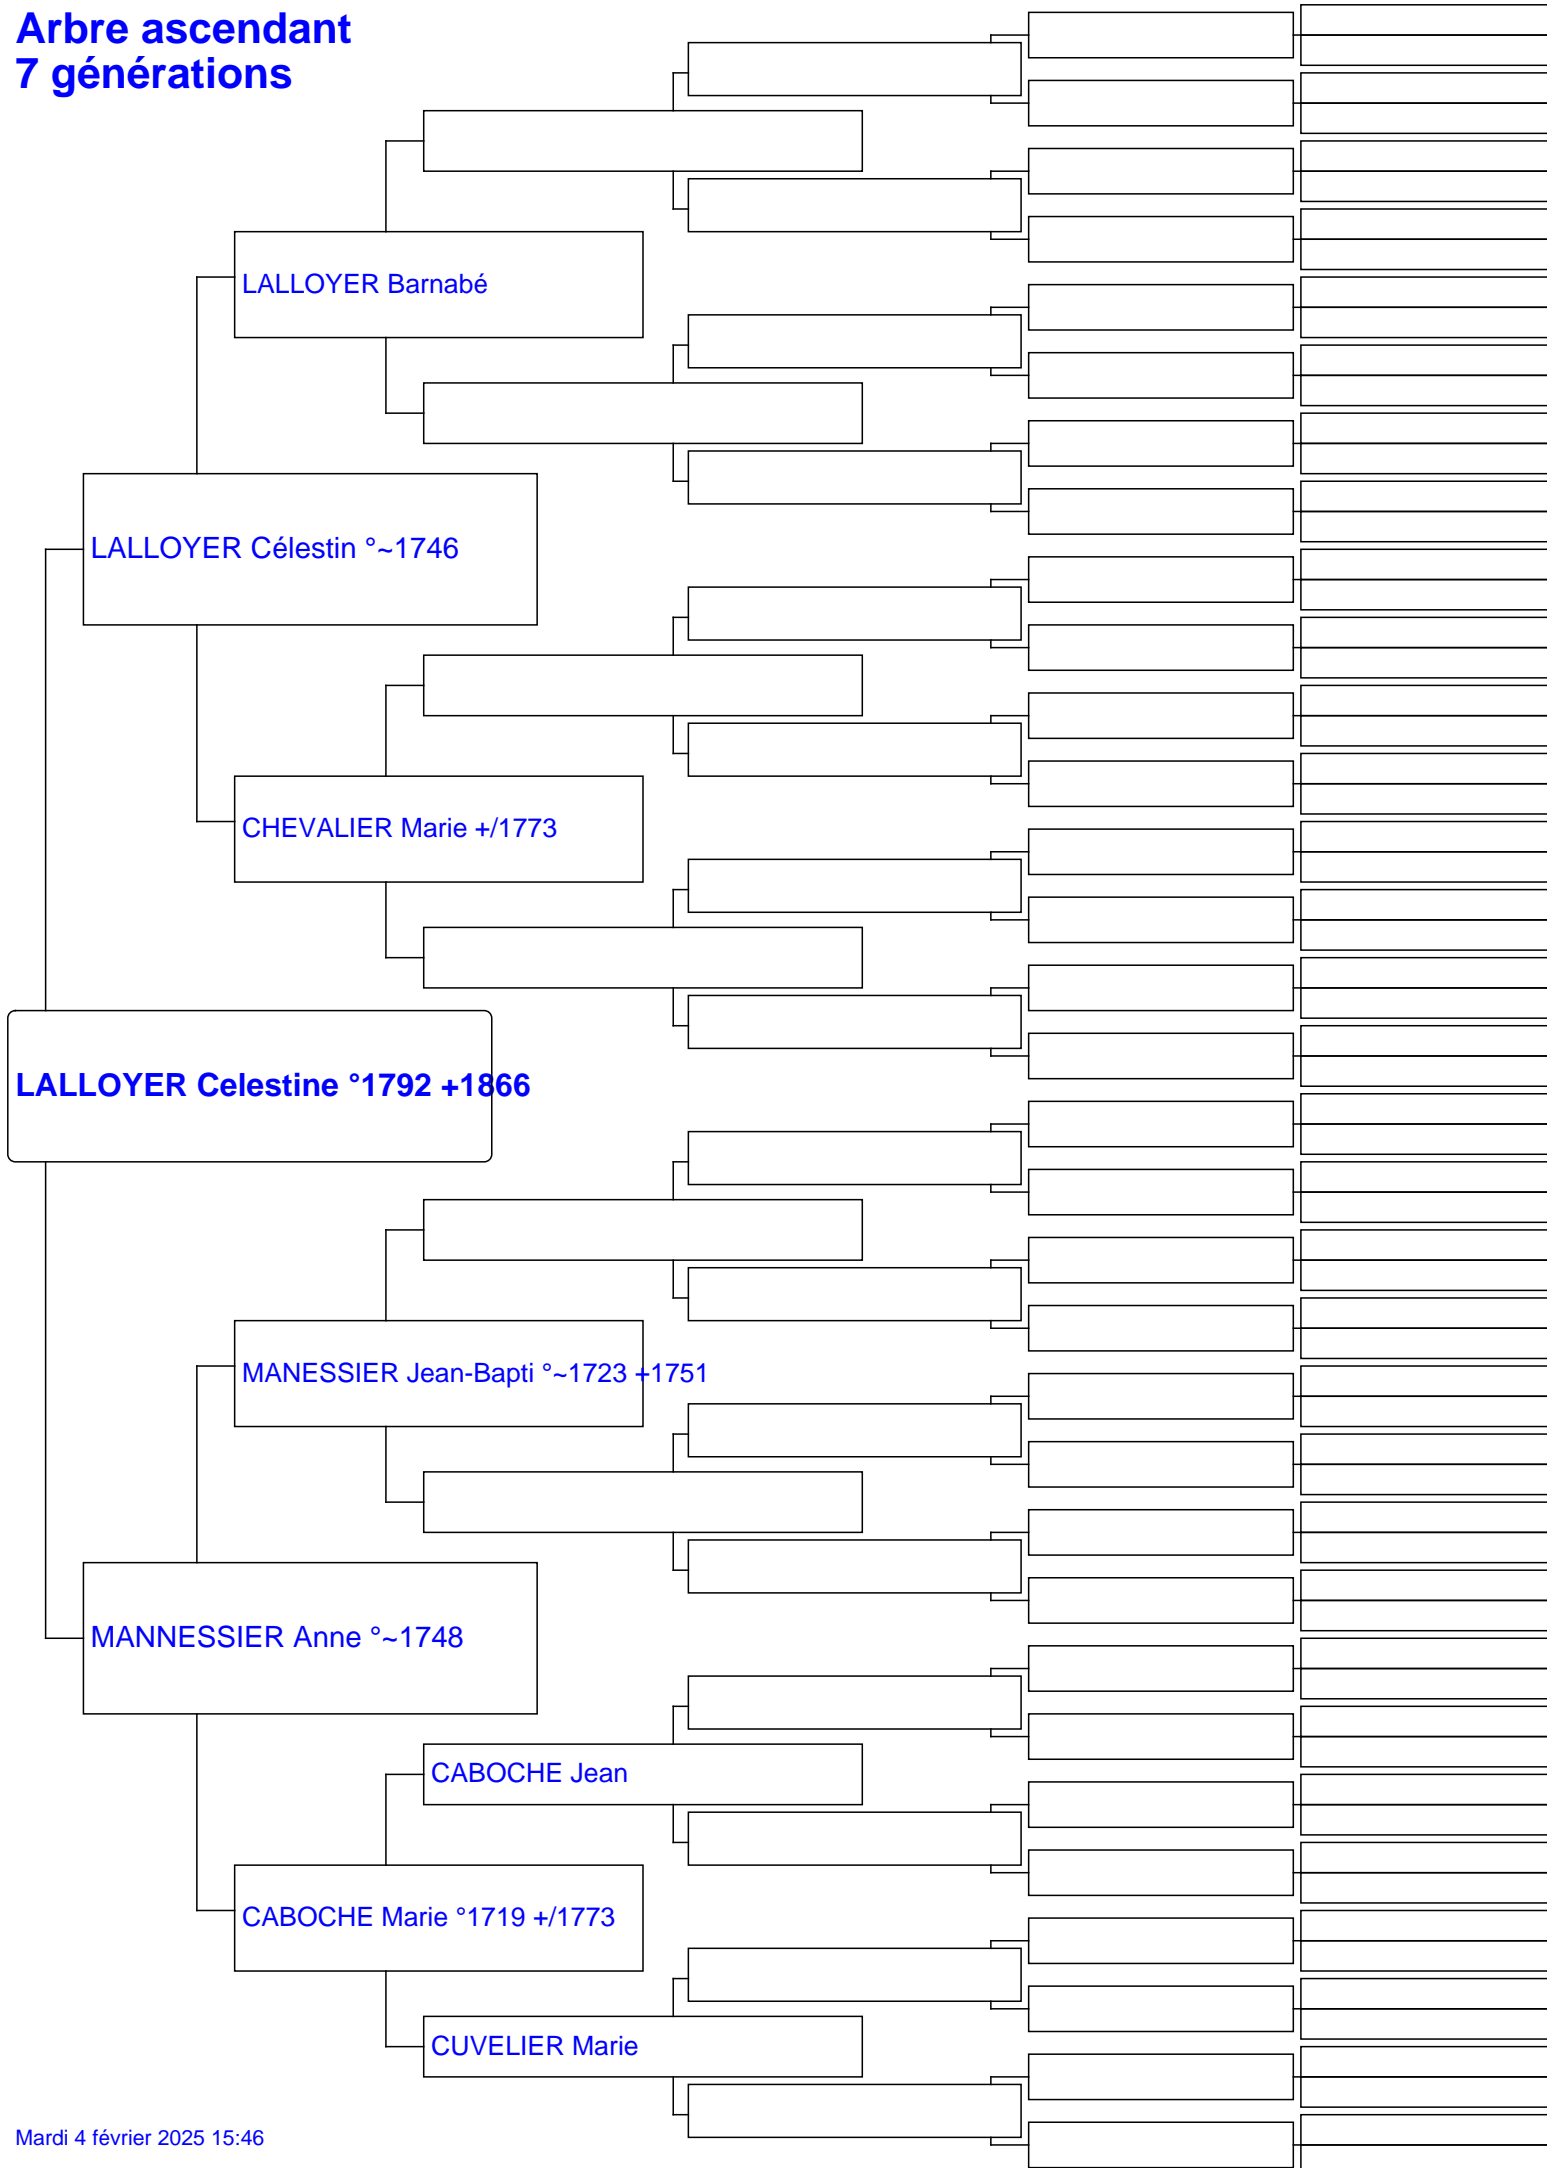 Arbre ascendant
7 générations
LALLOYER Barnabé
LALLOYER Célestin °~1746
CHEVALIER Marie +/1773
LALLOYER Celestine °1792 +1866
MANESSIER Jean-Bapti °~1723 +1751
MANNESSIER Anne °~1748
CABOCHE Jean
CABOCHE Marie °1719 +/1773
CUVELIER Marie
Mardi 4 février 2025 15:46